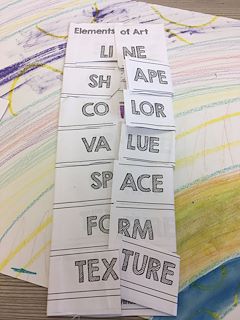 Elements of Art
LINE
SHAPE
COLOR
VALUE
SPACE
FORM
TEXTURE